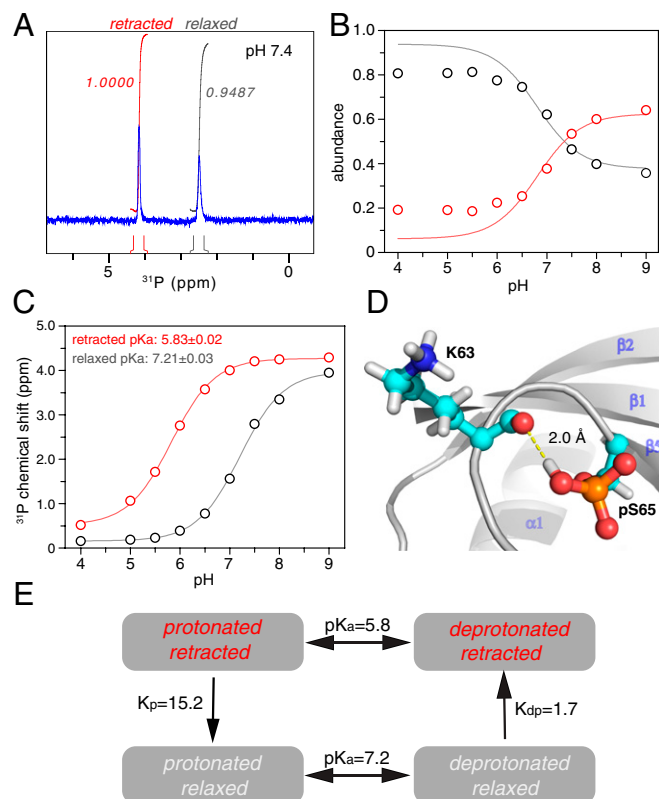 A
retracted
relaxed
pH 7.4
1.0000
0.9487
5
0
³¹P (ppm)
B
1.0
0.8
0.6
0.4
0.2
0
abundance
4
5
6
7
8
9
pH
C
retracted pKa: 5.83±0.02
relaxed pKa: 7.21±0.03
5.0
4.0
3.0
2.0
1.0
0.0
³¹P chemical shift (ppm)
4
5
6
7
8
9
pH
D
K63
β2
β1
2.0 Å
pS65
α1
E
protonated
retracted
pKa=5.8
deprotonated
retracted
Kp=15.2
Kdp=1.7
protonated
relaxed
pKa=7.2
deprotonated
relaxed